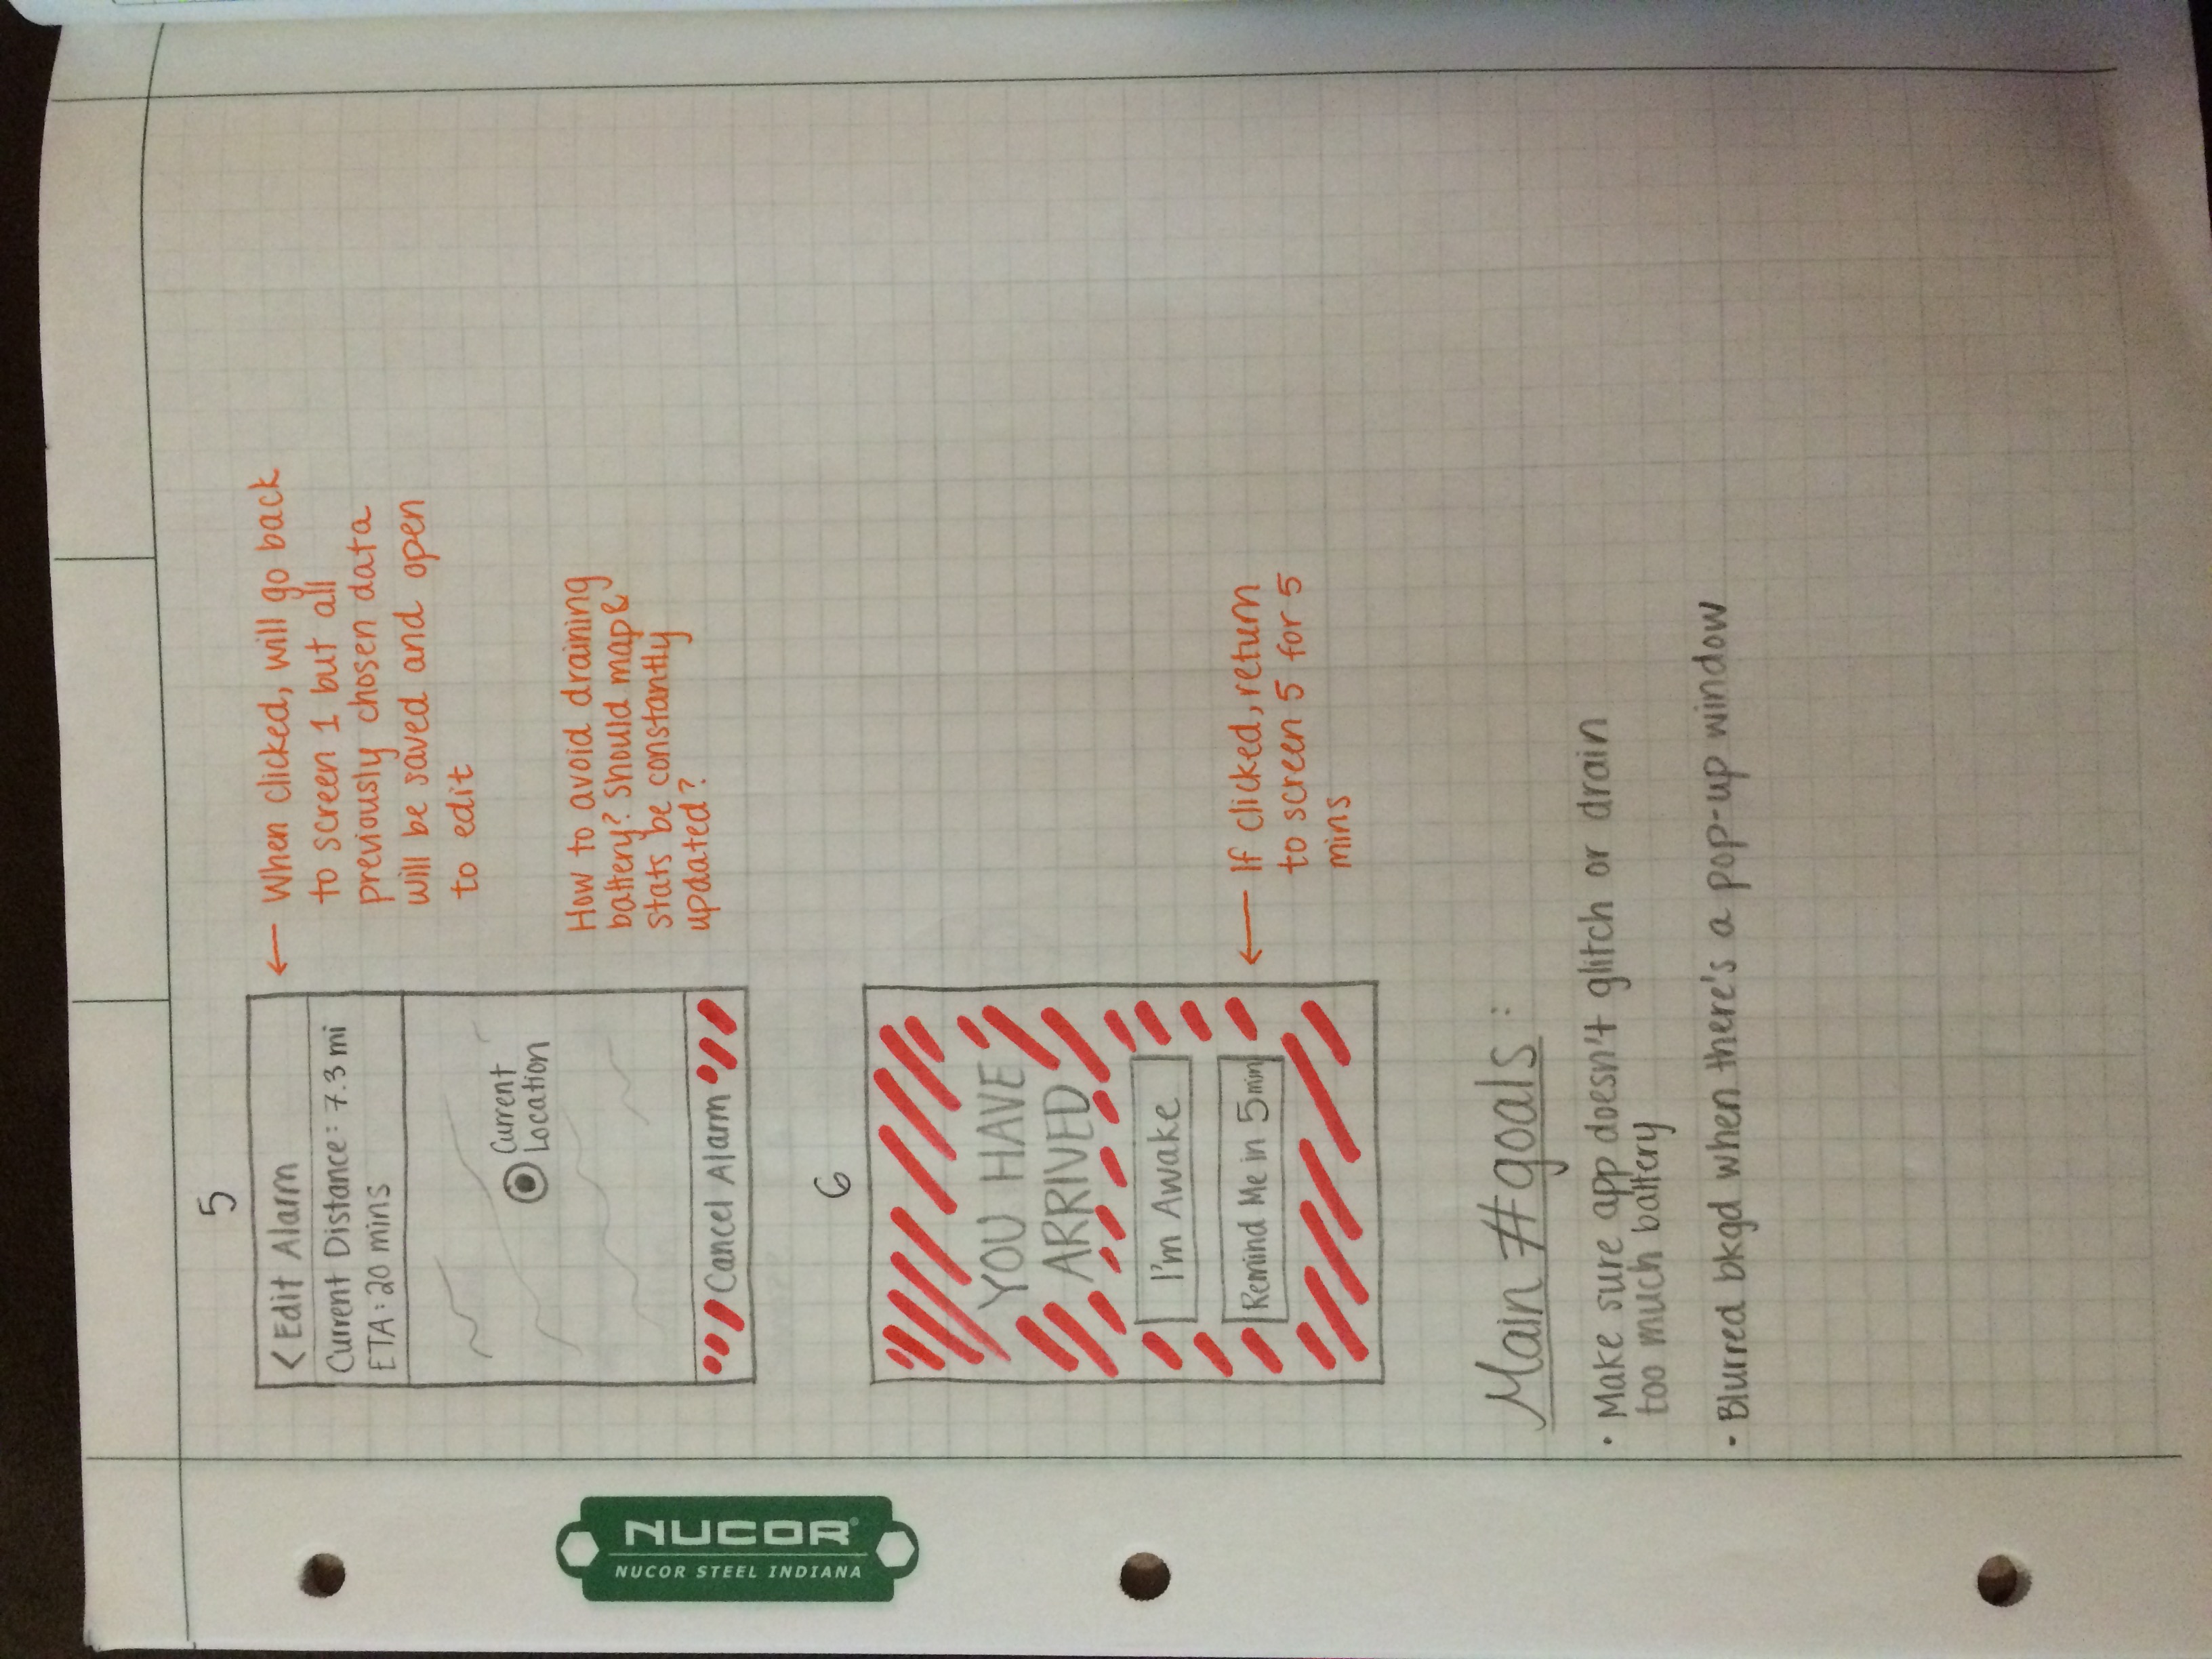 5
< Edit Alarm
Current Distance: 7.3 mi
ETA: 20 mins
Current
Location
Cancel Alarm
← When clicked, will go back
to screen 1 but all
previously chosen data
will be saved and open
to edit
How to avoid draining
battery? Should map &
stats be constantly
updated?
NUCOR®
NUCOR STEEL INDIANA
6
YOU HAVE
ARRIVED
I'm Awake
Remind Me in 5 min
← If clicked, return
to screen 5 for 5
mins
Main #goals:
• Make sure app doesn't glitch or drain
too much battery
- Blurred bkgd when there's a pop-up window